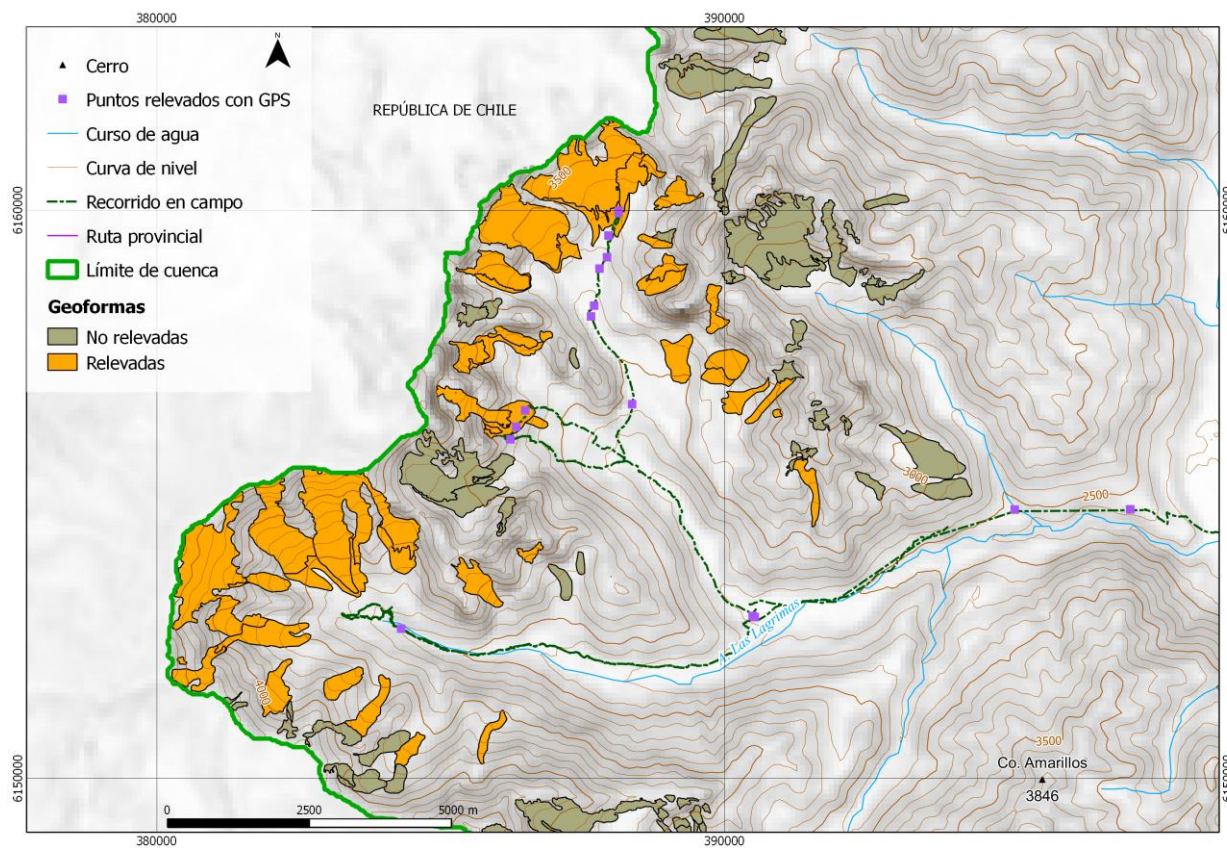 380000
390000
N
Cerro
Puntos relevados con GPS
Curso de agua
Curva de nivel
Recorrido en campo
Ruta provincial
Límite de cuenca
Geoformas
No relevadas
Relevadas
REPÚBLICA DE CHILE
3500
6160000
6160000
3000
2500
A. Las Lagrimas
4000
3500
Co. Amarillos
3846
6150000
6150000
0
2500
5000 m
380000
390000